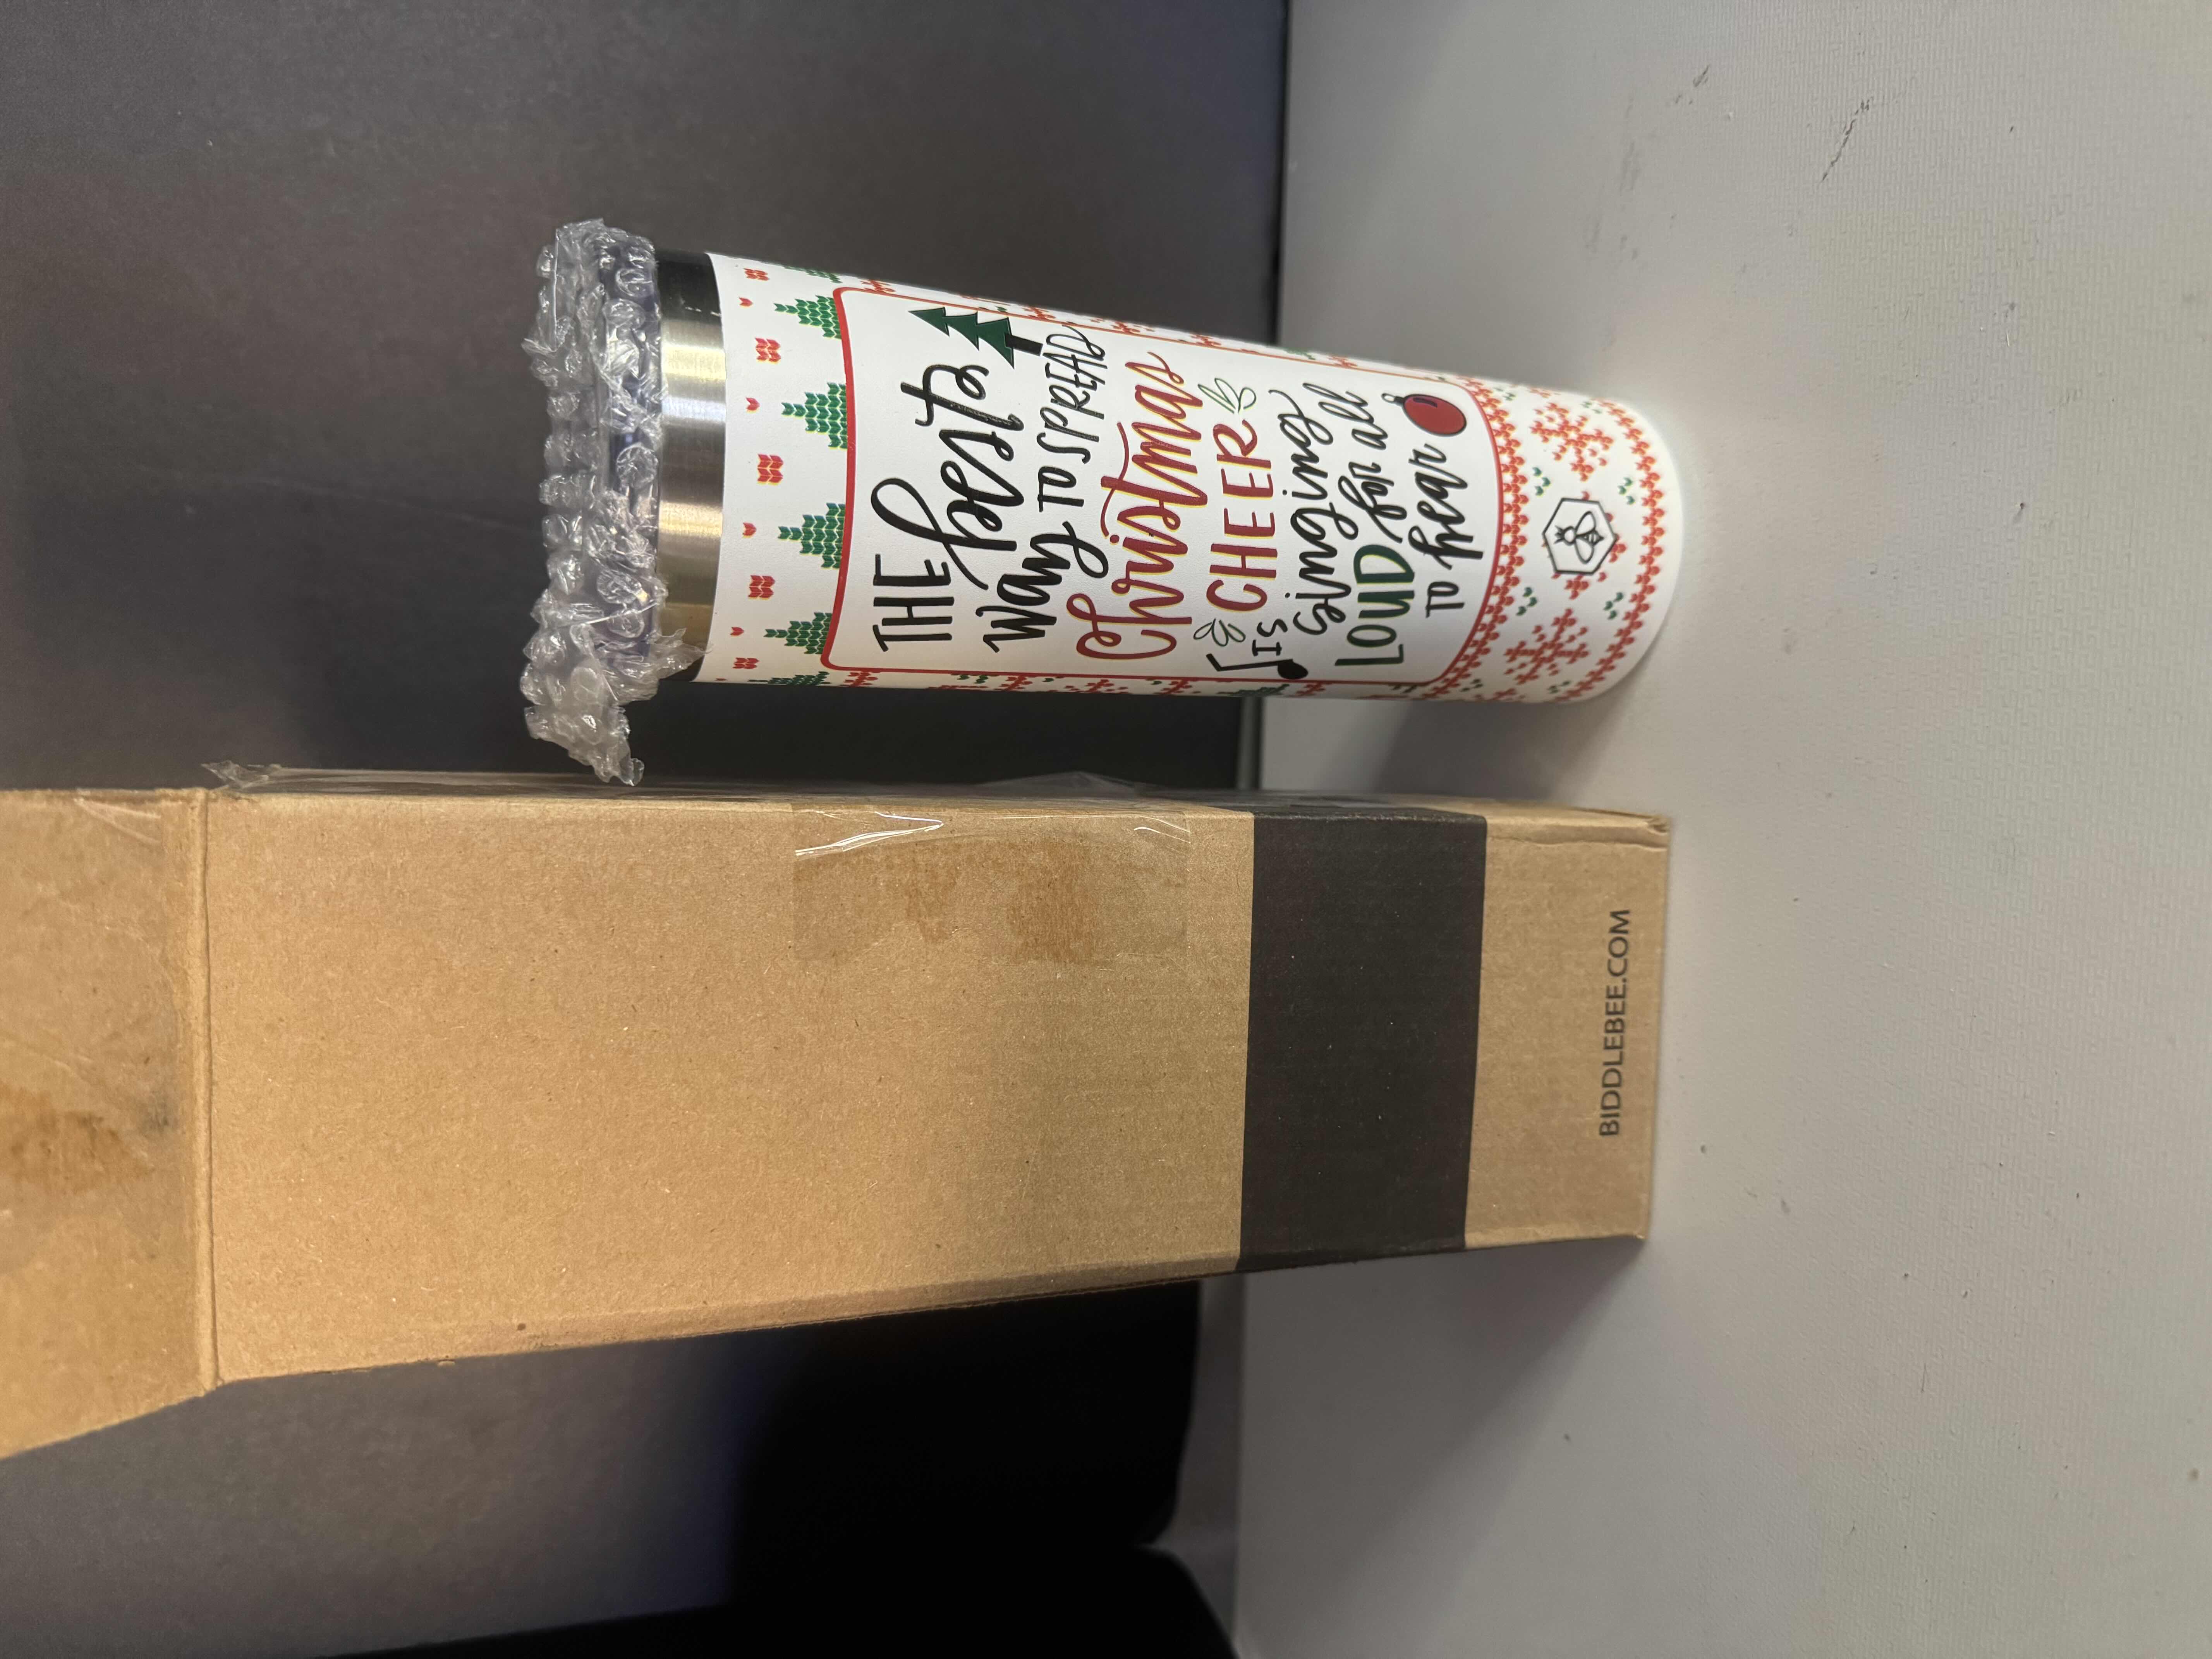 THE
Best
Way TO SPREAD
Christmas
CHEER
IS
singing
LOUD for all
TO hear
BIDDLEBEE.COM